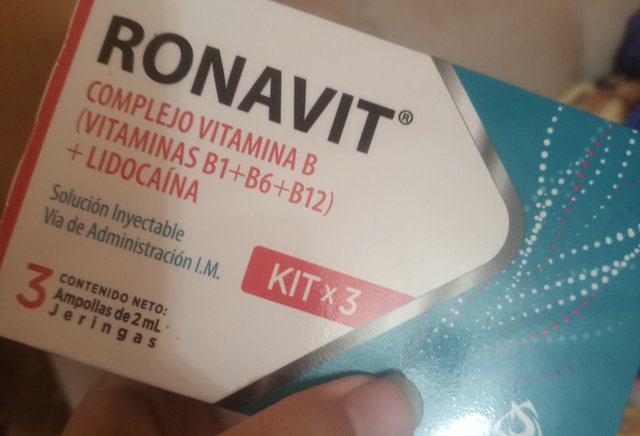 RONAVIT®
COMPLEJO VITAMINA B
(VITAMINAS B1+B6+B12)
+ LIDOCAÍNA
Solución Inyectable
Vía de Administración I.M.
KIT x 3
3 CONTENIDO NETO:
Ampollas de 2 mL
Jeringas